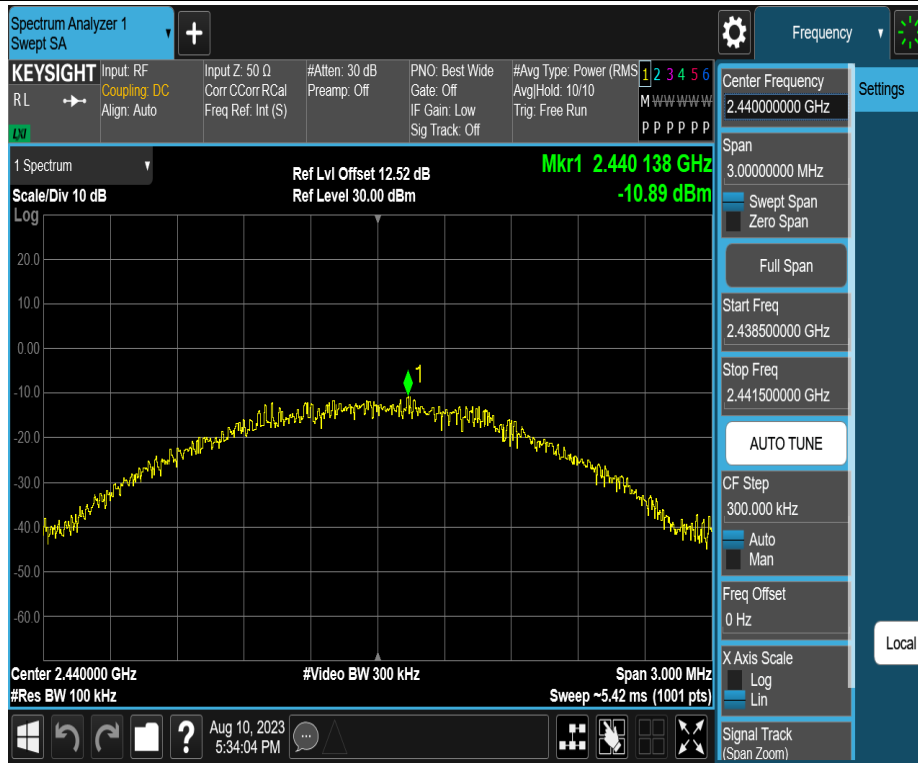 Spectrum Analyzer 1
Swept SA
+
Frequency
KEYSIGHT
R L
LXI
Input: RF
Coupling: DC
Align: Auto
Input Z: 50 Ω
Corr CCorr RCal
Freq Ref: Int (S)
#Atten: 30 dB
Preamp: Off
PNO: Best Wide
Gate: Off
IF Gain: Low
Sig Track: Off
#Avg Type: Power (RMS
Avg|Hold: 10/10
Trig: Free Run
1 2 3 4 5 6
M W W W W W
P P P P P P
1 Spectrum
Scale/Div 10 dB
Log
Ref Lvl Offset 12.52 dB
Ref Level 30.00 dBm
Mkr1 2.440 138 GHz
-10.89 dBm
20.0
10.0
0.00
-10.0
-20.0
-30.0
-40.0
-50.0
-60.0
1
Center 2.440000 GHz
#Res BW 100 kHz
#Video BW 300 kHz
Span 3.000 MHz
Sweep ~5.42 ms (1001 pts)
?
Aug 10, 2023
5:34:04 PM
Center Frequency
2.440000000 GHz
Span
3.00000000 MHz
Swept Span
Zero Span
Full Span
Start Freq
2.438500000 GHz
Stop Freq
2.441500000 GHz
AUTO TUNE
CF Step
300.000 kHz
Auto
Man
Freq Offset
0 Hz
X Axis Scale
Log
Lin
Signal Track
(Span Zoom)
Settings
Local